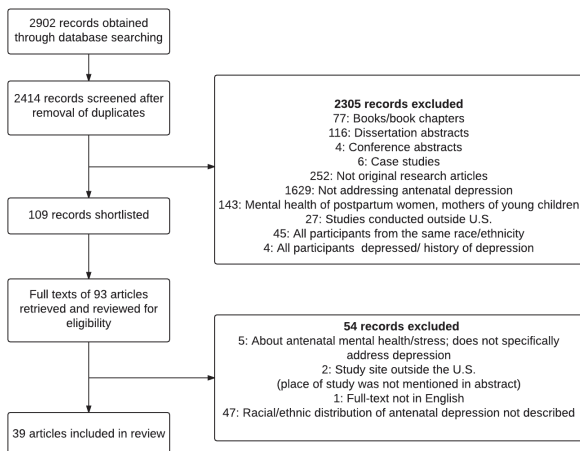 2902 records obtained
through database searching
2414 records screened after
removal of duplicates
2305 records excluded
77: Books/book chapters
116: Dissertation abstracts
4: Conference abstracts
6: Case studies
252: Not original research articles
1629: Not addressing antenatal depression
143: Mental health of postpartum women, mothers of young children
27: Studies conducted outside U.S.
45: All participants from the same race/ethnicity
4: All participants depressed/ history of depression
109 records shortlisted
Full texts of 93 articles
retrieved and reviewed for
eligibility
54 records excluded
5: About antenatal mental health/stress; does not specifically
address depression
2: Study site outside the U.S.
(place of study was not mentioned in abstract)
1: Full-text not in English
47: Racial/ethnic distribution of antenatal depression not described
39 articles included in review